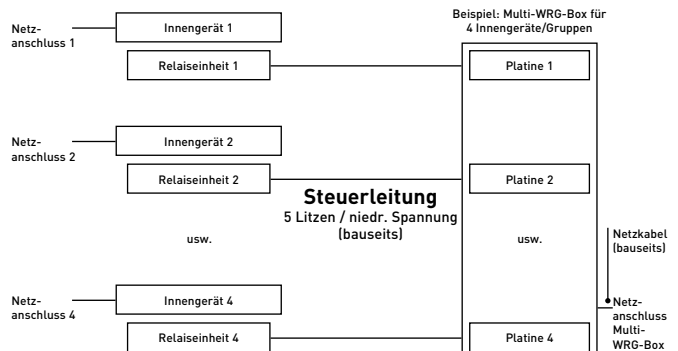 Beispiel: Multi-WRG-Box für
4 Innengeräte/Gruppen
Netz-
anschluss 1
Innengerät 1
Relaiseinheit 1
Platine 1
Netz-
anschluss 2
Innengerät 2
Relaiseinheit 2
Platine 2
Steuerleitung
5 Litzen / niedr. Spannung
(bauseits)
usw.
usw.
Netzkabel
(bauseits)
Netz-
anschluss 4
Innengerät 4
Relaiseinheit 4
Platine 4
Netz-
anschluss
Multi-
WRG-Box